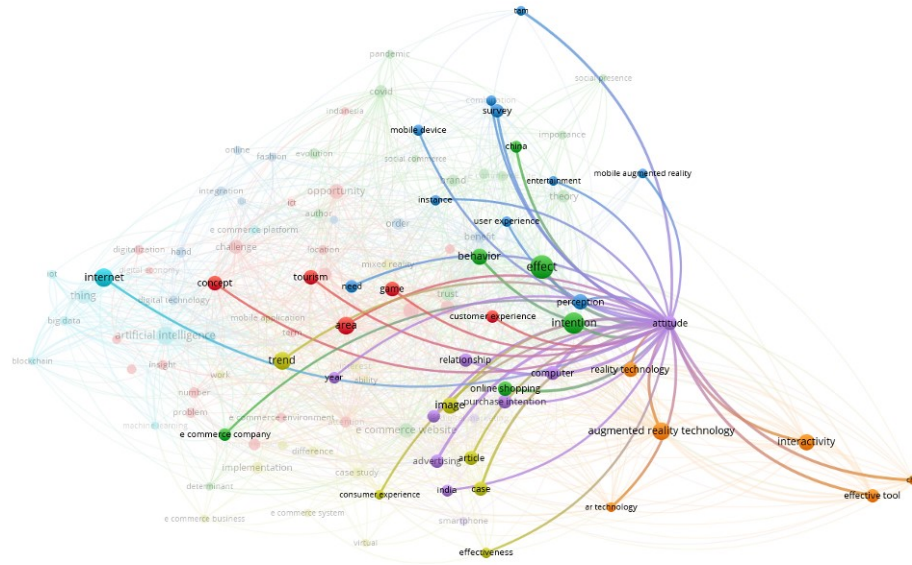 tam
pandemic
social presence
covid
survey
indonesia
mobile device
importance
china
online
fashion
evolution
social commerce
mobile augmented reality
entertainment
brand
integration
opportunity
instance
theory
ict
author
user experience
order
e commerce platform
benefit
digitalization
hand
challenge
location
behavior
mixed reality
effect
iot
internet
digital economy
concept
tourism
need
game
trust
thing
digital technology
perception
big data
mobile application
area
customer experience
intention
attitude
artificial intelligence
term
blockchain
insight
trend
relationship
work
year
ability
computer
reality technology
number
online shopping
image
purchase intention
problem
e commerce environment
machine learning
e commerce company
e commerce website
augmented reality technology
interactivity
difference
implementation
case study
advertising
article
determinant
consumer experience
india
case
effective tool
e commerce business
e commerce system
smartphone
ar technology
virtual
effectiveness